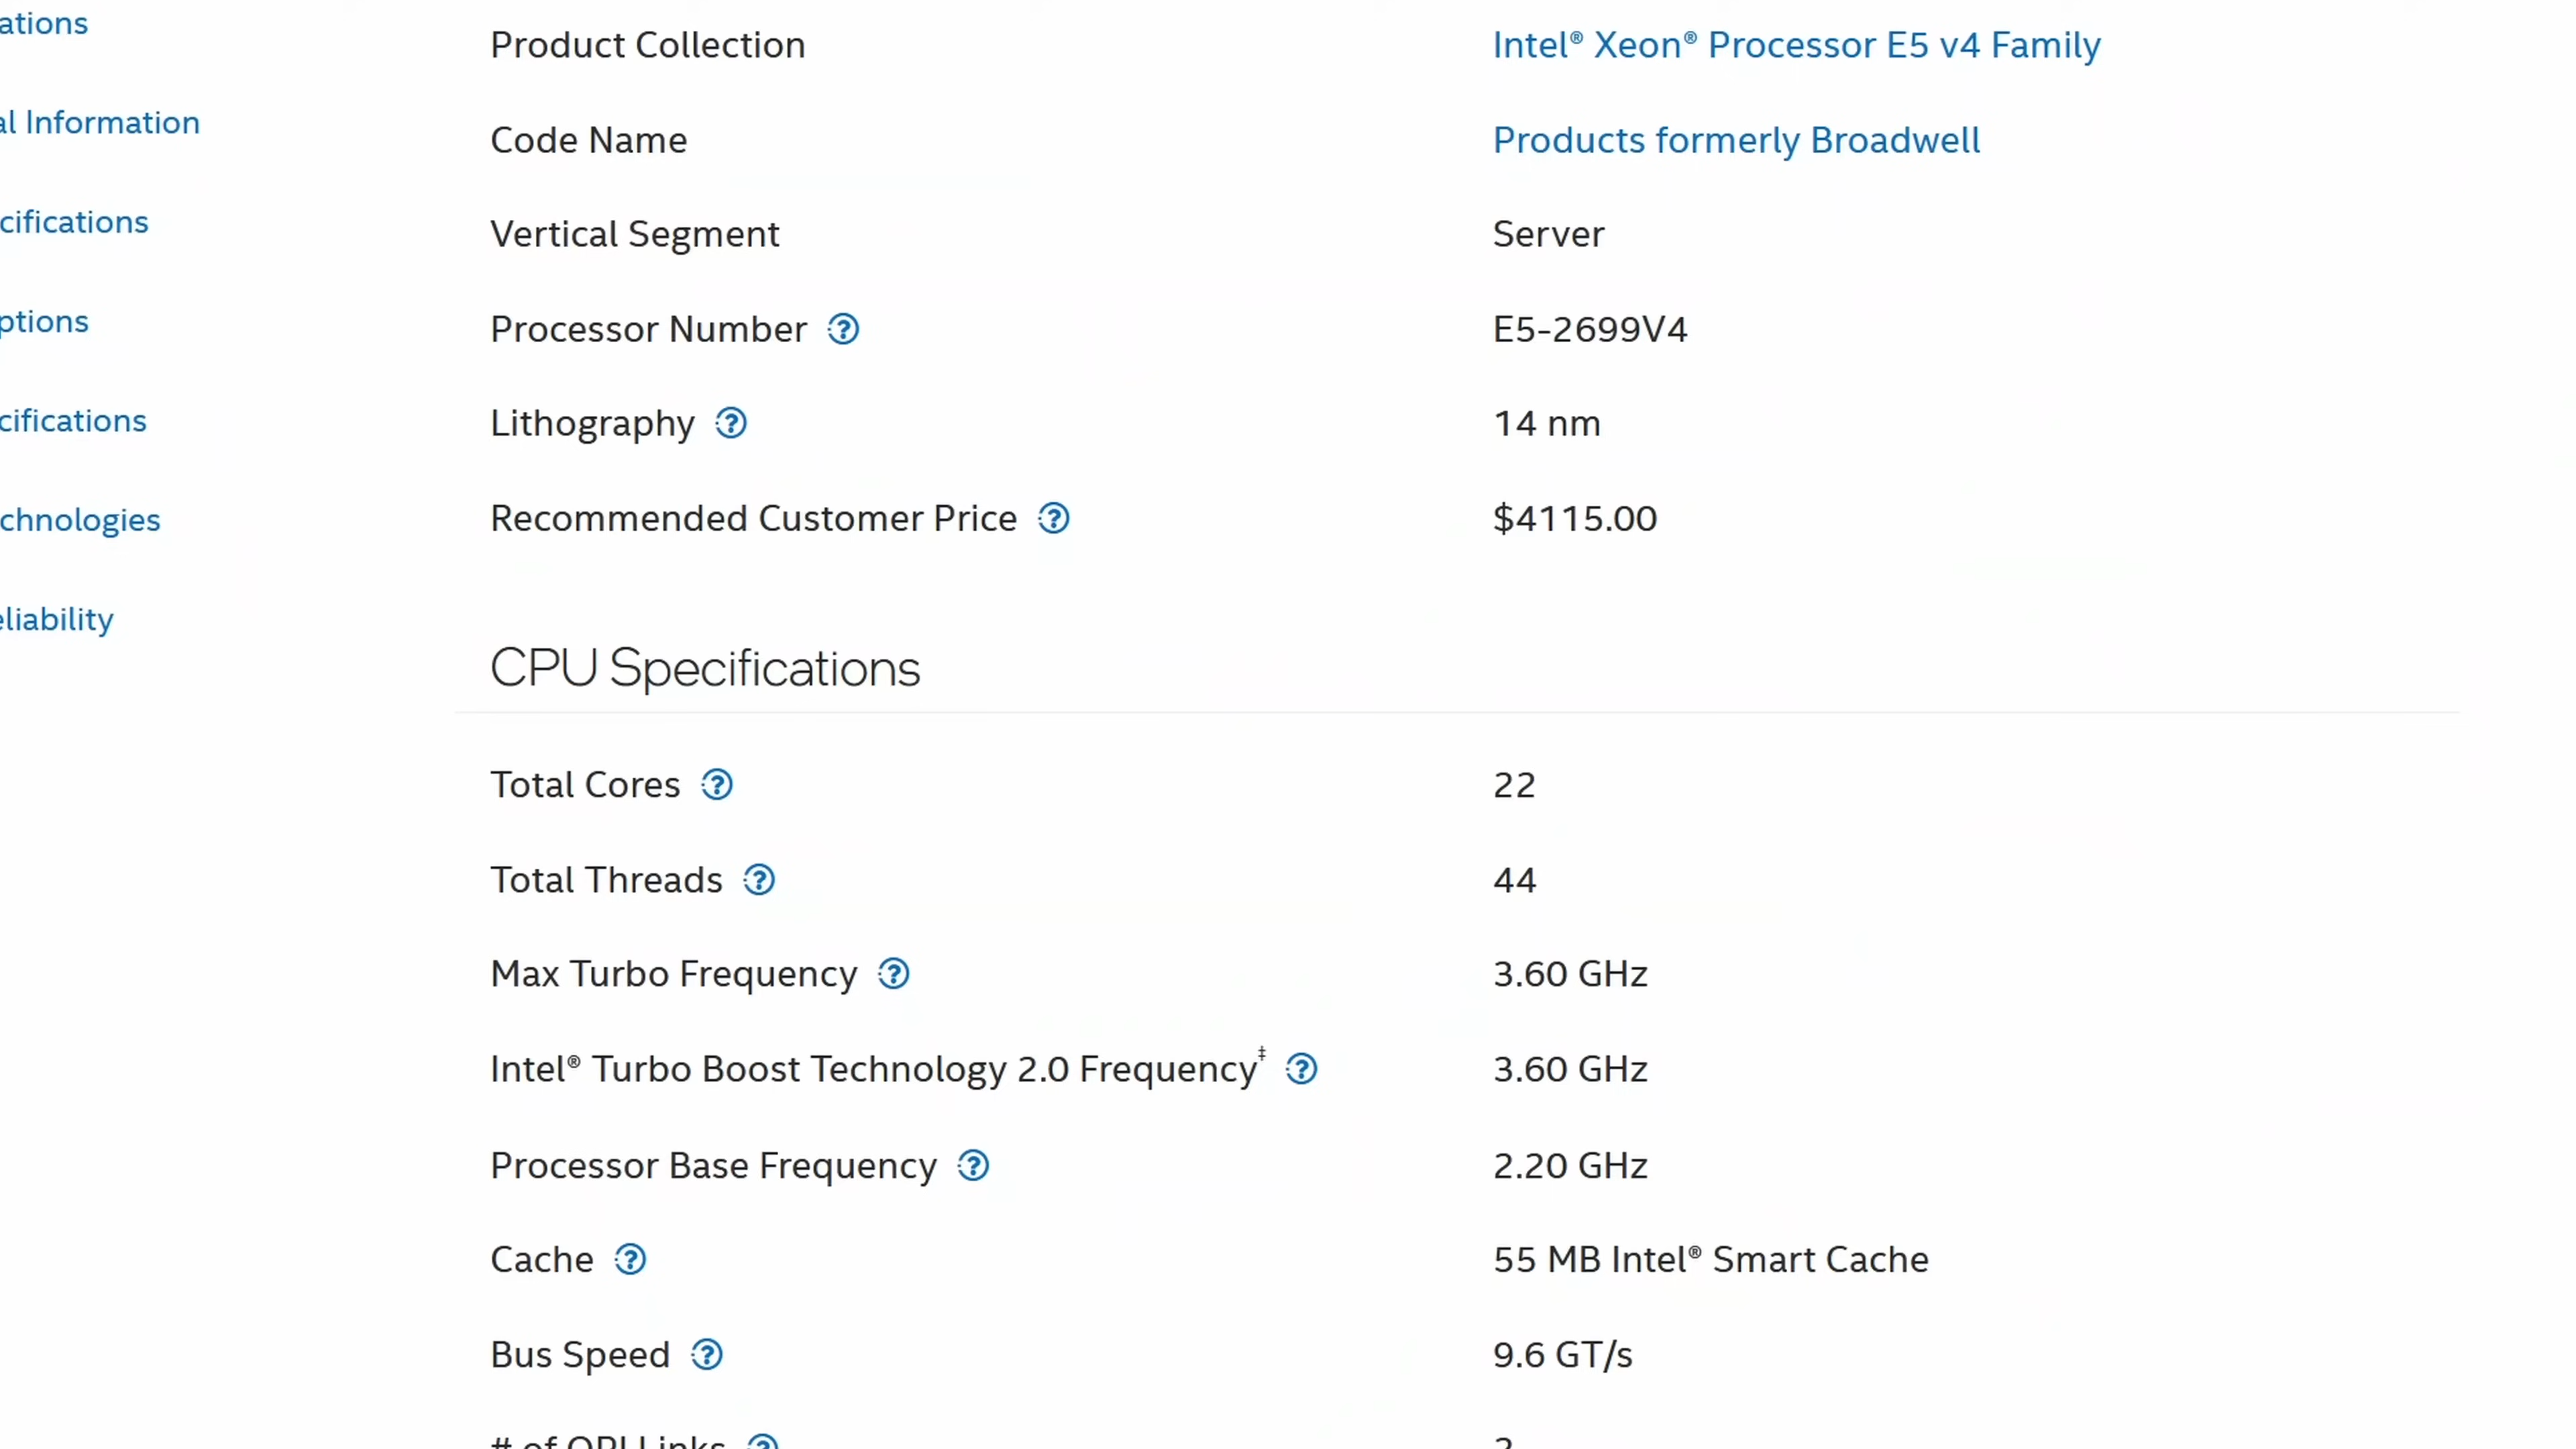 ations
al Information
cifications
ptions
cifications
chnologies
eliability
Product Collection Intel® Xeon® Processor E5 v4 Family
Code Name Products formerly Broadwell
Vertical Segment Server
Processor Number ? E5-2699V4
Lithography ? 14 nm
Recommended Customer Price ? $4115.00
CPU Specifications
Total Cores ? 22
Total Threads ? 44
Max Turbo Frequency ? 3.60 GHz
Intel® Turbo Boost Technology 2.0 Frequency‡ ? 3.60 GHz
Processor Base Frequency ? 2.20 GHz
Cache ? 55 MB Intel® Smart Cache
Bus Speed ? 9.6 GT/s
# of QPI Links ? 2